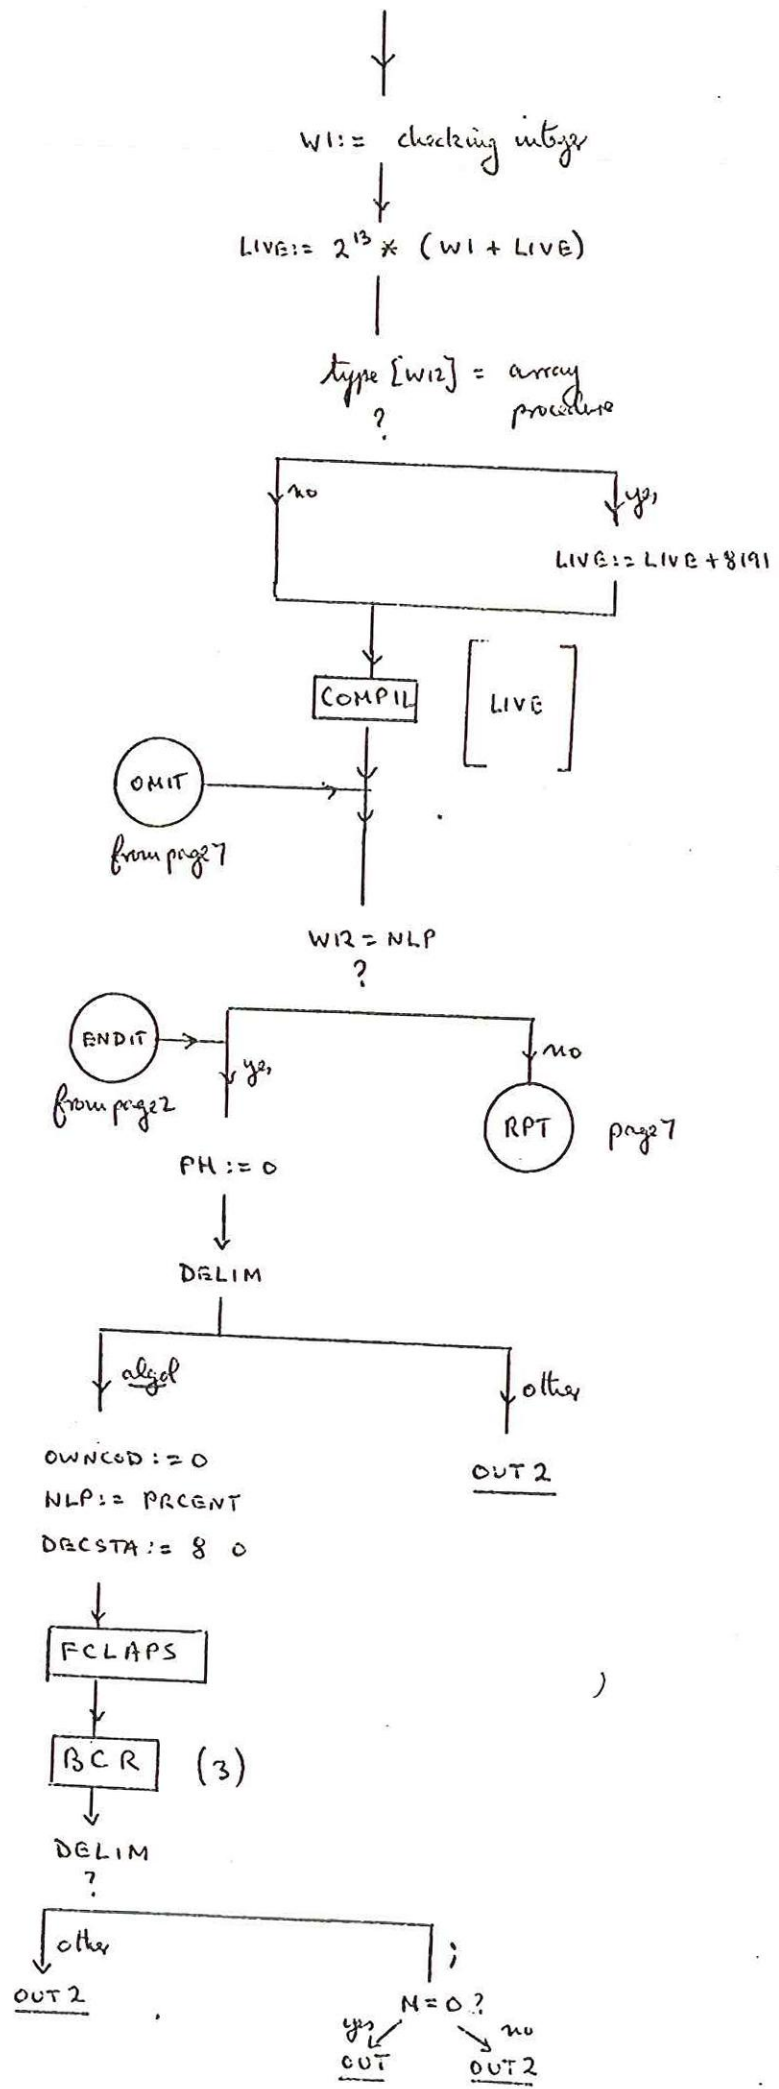 W1:= checking integer
LIVE:= 2¹³ * (W1 + LIVE)
type [W12] = array
procedure
?
no
yes
LIVE:= LIVE + 8191
COMPIL
LIVE
OMIT
from page 7
W12 = NLP
?
ENDIT
from page 2
yes
no
RPT
page 7
PH := 0
DELIM
algol
other
OWNCOD := 0
OUT 2
NLP:= PRCENT
DECSTA:= 8 0
FCLAPS
BCR (3)
DELIM
?
other
;
OUT 2
N = 0 ?
yes
no
OUT
OUT 2